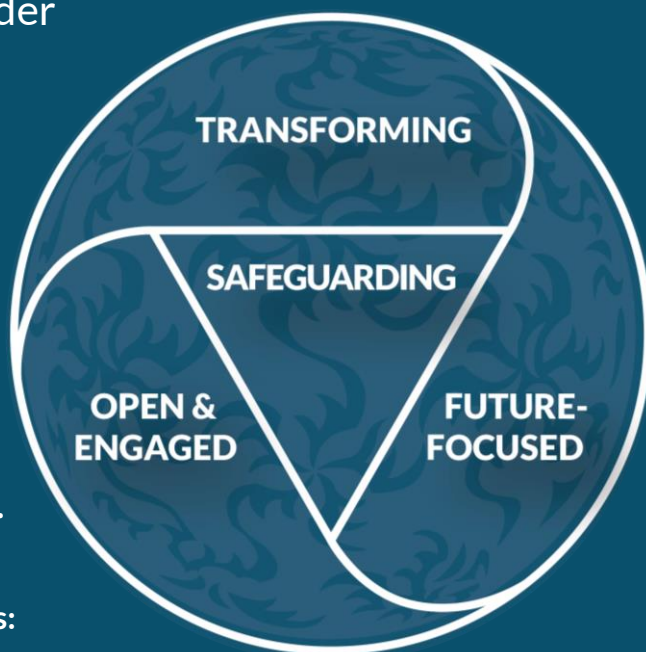 der
TRANSFORMING
SAFEGUARDING
OPEN &
ENGAGED
FUTURE-
FOCUSED
.
s: